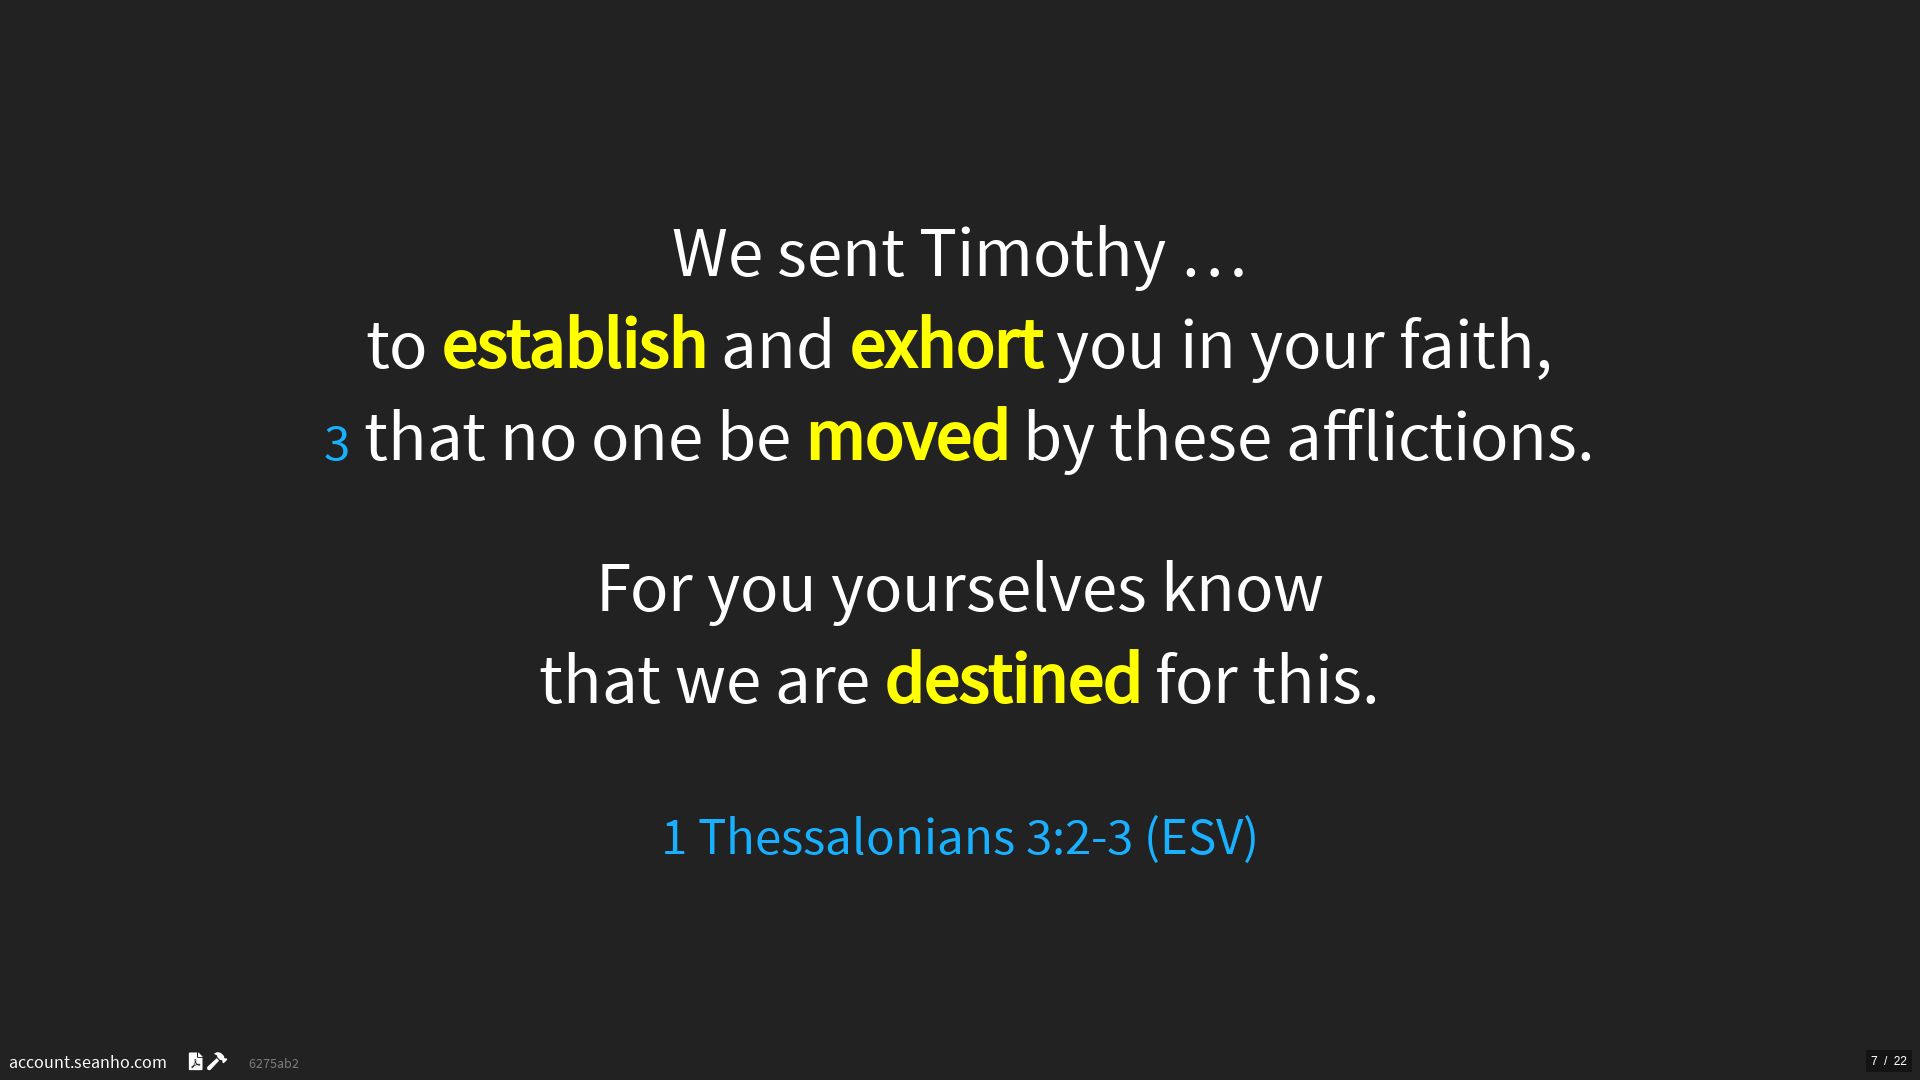 We sent Timothy …
to establish and exhort you in your faith,
3 that no one be moved by these afflictions.
For you yourselves know
that we are destined for this.
1 Thessalonians 3:2-3 (ESV)
account.seanho.com 6275ab2
7 / 22